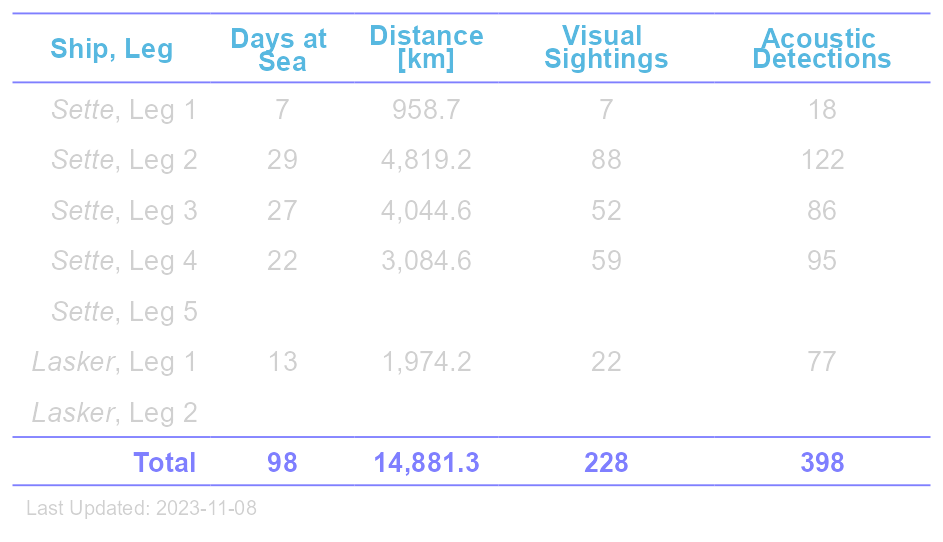 Ship, Leg Days at Sea Distance [km] Visual Sightings Acoustic Detections
Sette, Leg 1 7 958.7 7 18
Sette, Leg 2 29 4,819.2 88 122
Sette, Leg 3 27 4,044.6 52 86
Sette, Leg 4 22 3,084.6 59 95
Sette, Leg 5
Lasker, Leg 1 13 1,974.2 22 77
Lasker, Leg 2
Total 98 14,881.3 228 398
Last Updated: 2023-11-08